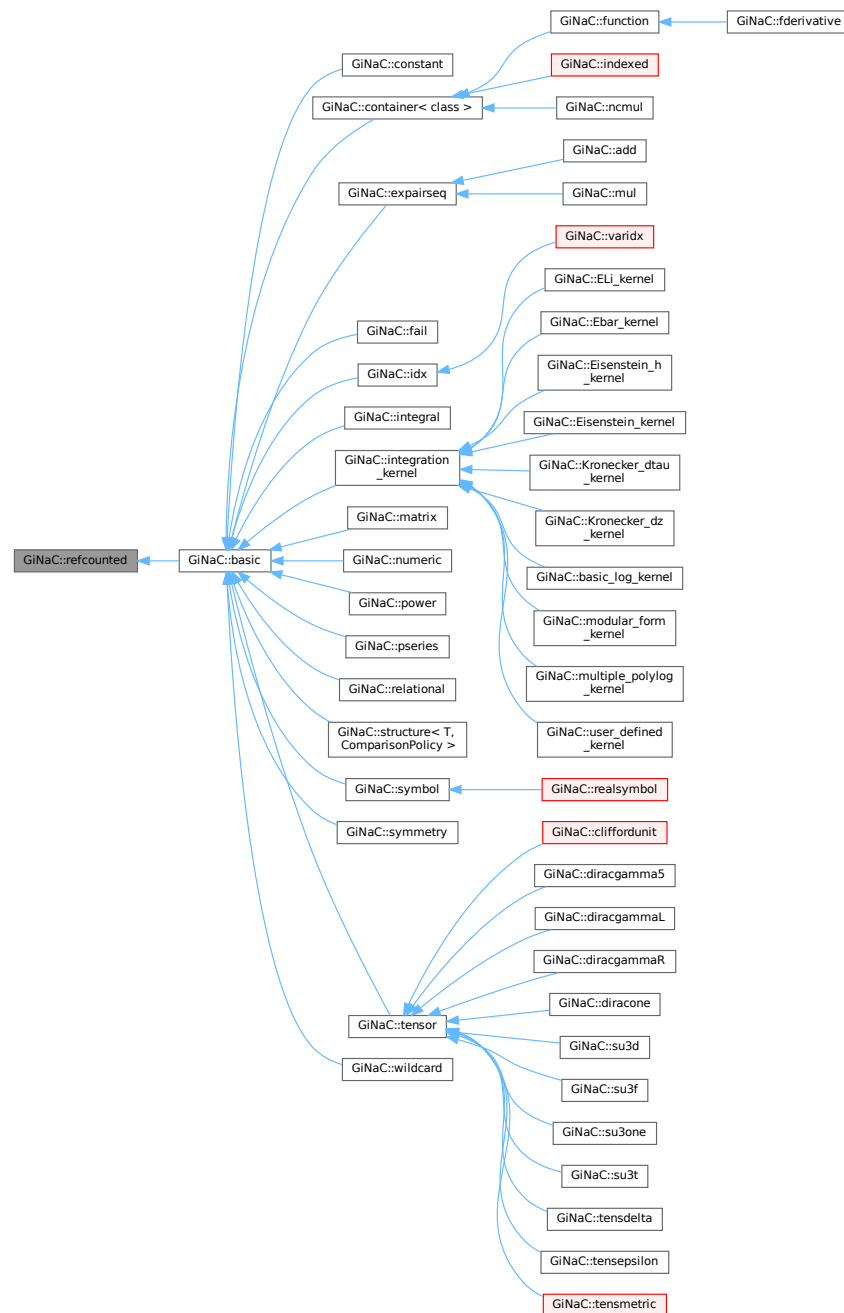 GiNaC::function
GiNaC::fderivative
GiNaC::constant
GiNaC::indexed
GiNaC::container< class >
GiNaC::ncmul
GiNaC::add
GiNaC::expairseq
GiNaC::mul
GiNaC::varidx
GiNaC::ELi_kernel
GiNaC::Ebar_kernel
GiNaC::fail
GiNaC::idx
GiNaC::Eisenstein_h
_kernel
GiNaC::integral
GiNaC::Eisenstein_kernel
GiNaC::integration
_kernel
GiNaC::Kronecker_dtau
_kernel
GiNaC::matrix
GiNaC::Kronecker_dz
_kernel
GiNaC::refcounted
GiNaC::basic
GiNaC::numeric
GiNaC::basic_log_kernel
GiNaC::power
GiNaC::modular_form
_kernel
GiNaC::pseries
GiNaC::relational
GiNaC::multiple_polylog
_kernel
GiNaC::structure< T,
ComparisonPolicy >
GiNaC::user_defined
_kernel
GiNaC::symbol
GiNaC::realsymbol
GiNaC::symmetry
GiNaC::cliffordunit
GiNaC::diracgamma5
GiNaC::diracgammaL
GiNaC::diracgammaR
GiNaC::diracone
GiNaC::tensor
GiNaC::su3d
GiNaC::wildcard
GiNaC::su3f
GiNaC::su3one
GiNaC::su3t
GiNaC::tensdelta
GiNaC::tensepsilon
GiNaC::tensmetric